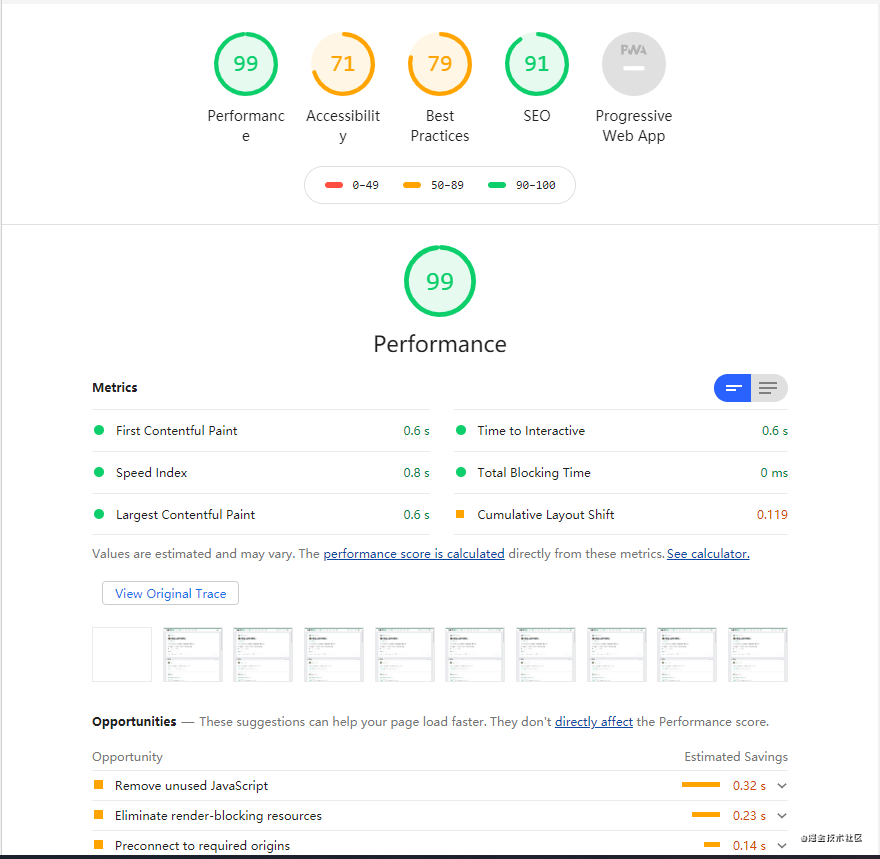 99 71 79 91 PWA
Performanc Accessibilit Best SEO Progressive
e y Practices Web App
0–49 50–89 90–100
99
Performance
Metrics
First Contentful Paint 0.6 s Time to Interactive 0.6 s
Speed Index 0.8 s Total Blocking Time 0 ms
Largest Contentful Paint 0.6 s Cumulative Layout Shift 0.119
Values are estimated and may vary. The performance score is calculated directly from these metrics. See calculator.
View Original Trace
Opportunities — These suggestions can help your page load faster. They don't directly affect the Performance score.
Opportunity Estimated Savings
Remove unused JavaScript 0.32 s
Eliminate render-blocking resources 0.23 s
Preconnect to required origins 0.14 s
@掘金技术社区